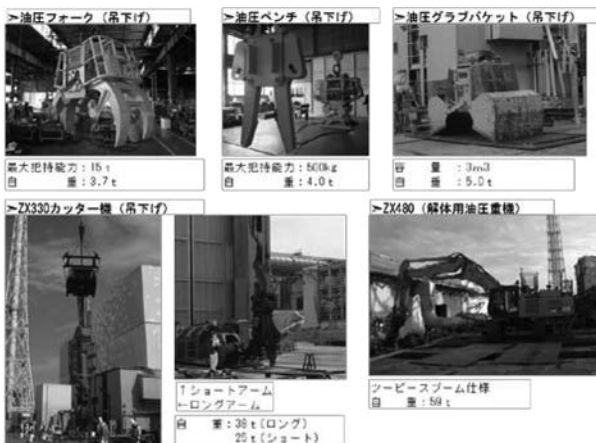 ➣油圧フォーク（吊下げ）
最大把持能力：15ｔ
自　　　重：3.7ｔ
➣油圧ペンチ（吊下げ）
最大把持能力：500kg
自　　　重：4.0ｔ
➣油圧グラブバケット（吊下げ）
容　量　：3m3
自　重　：5.0ｔ
➣ZX330カッター機（吊下げ）
↑ショートアーム
←ロングアーム
自　　重：38ｔ(ロング)
25ｔ(ショート)
➣ZX480（解体用油圧重機）
ツーピースブーム仕様
自　重：59ｔ